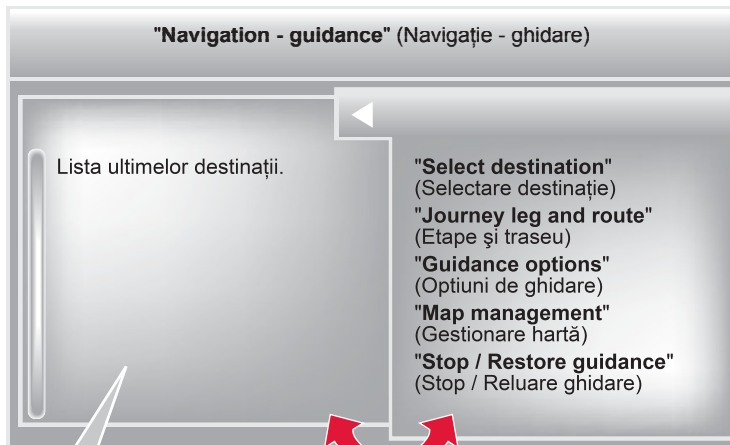 "Navigation - guidance" (Navigație - ghidare)
Lista ultimelor destinații.
"Select destination"
(Selectare destinație)
"Journey leg and route"
(Etape şi traseu)
"Guidance options"
(Optiuni de ghidare)
"Map management"
(Gestionare hartă)
"Stop / Restore guidance"
(Stop / Reluare ghidare)